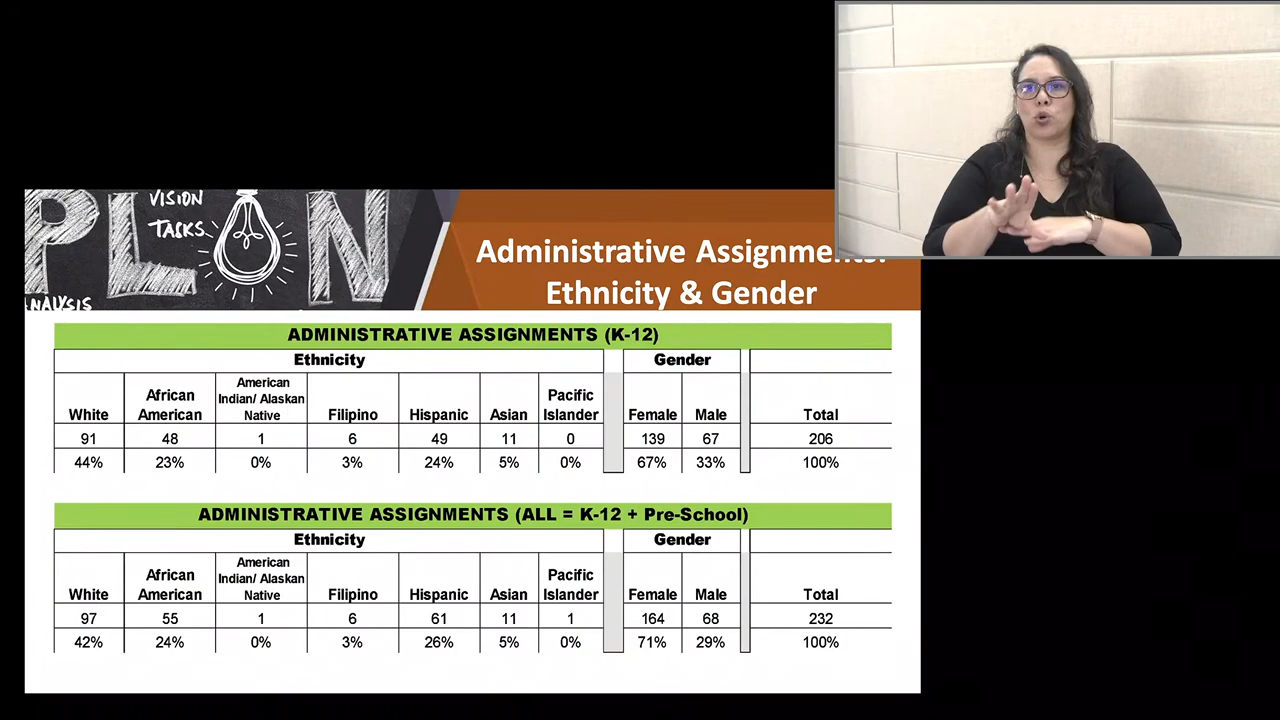 VISION
TASKS
PLAN
ANALYSIS
Administrative Assignments:
Ethnicity & Gender
ADMINISTRATIVE ASSIGNMENTS (K-12)
Ethnicity Gender
White African American American Indian/ Alaskan Native Filipino Hispanic Asian Pacific Islander Female Male Total
91 48 1 6 49 11 0 139 67 206
44% 23% 0% 3% 24% 5% 0% 67% 33% 100%
ADMINISTRATIVE ASSIGNMENTS (ALL = K-12 + Pre-School)
Ethnicity Gender
White African American American Indian/ Alaskan Native Filipino Hispanic Asian Pacific Islander Female Male Total
97 55 1 6 61 11 1 164 68 232
42% 24% 0% 3% 26% 5% 0% 71% 29% 100%